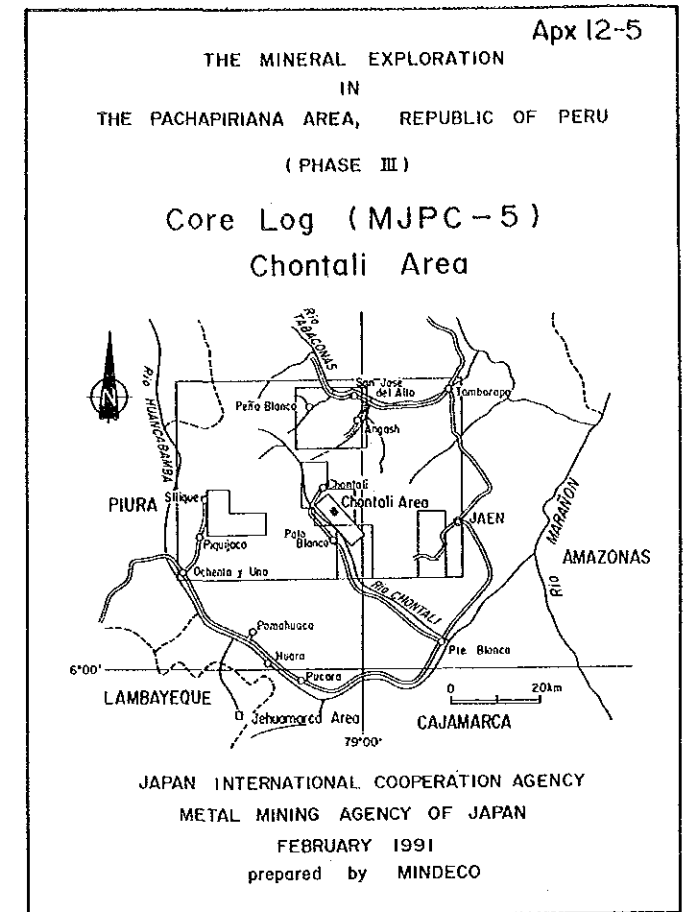 Apx 12-5
THE MINERAL EXPLORATION
IN
THE PACHAPIRIANA AREA, REPUBLIC OF PERU
( PHASE III )
Core Log ( MJPC - 5 )
Chontali Area
Rio TABACONAS
Rio HUANCABAMBA
N
San Jose del Alto
Tamborapa
Peña Blanca
Angash
Chontali
Chontali Area
PIURA
Sillique
Palo Blanco
JAEN
RIO MARAÑON
Piquijaca
AMAZONAS
Ochenta y Uno
Rio CHONTALI
Pomahuaca
Pte. Blanco
Huara
6°00'
Pucara
0 20km
LAMBAYEQUE
Jehuamarca Area
CAJAMARCA
79°00'
JAPAN INTERNATIONAL COOPERATION AGENCY
METAL MINING AGENCY OF JAPAN
FEBRUARY 1991
prepared by MINDECO